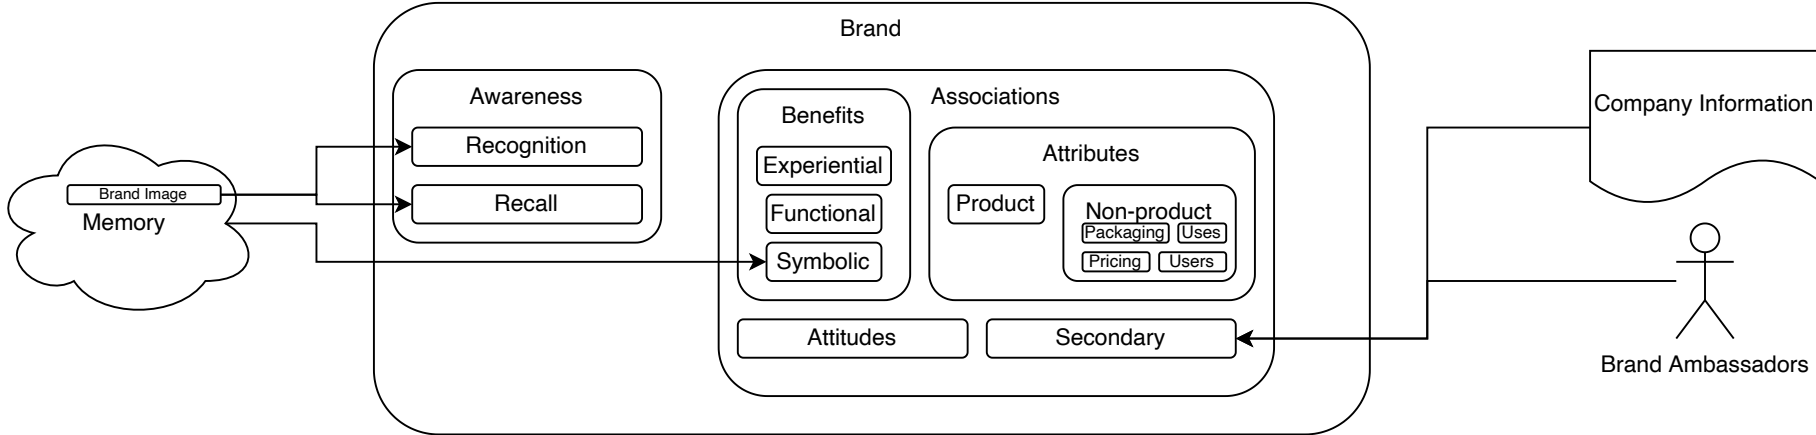 Brand
Awareness
Recognition
Recall
Brand Image
Memory
Associations
Benefits
Experiential
Functional
Symbolic
Attributes
Product
Non-product
Packaging
Uses
Pricing
Users
Attitudes
Secondary
Company Information
Brand Ambassadors